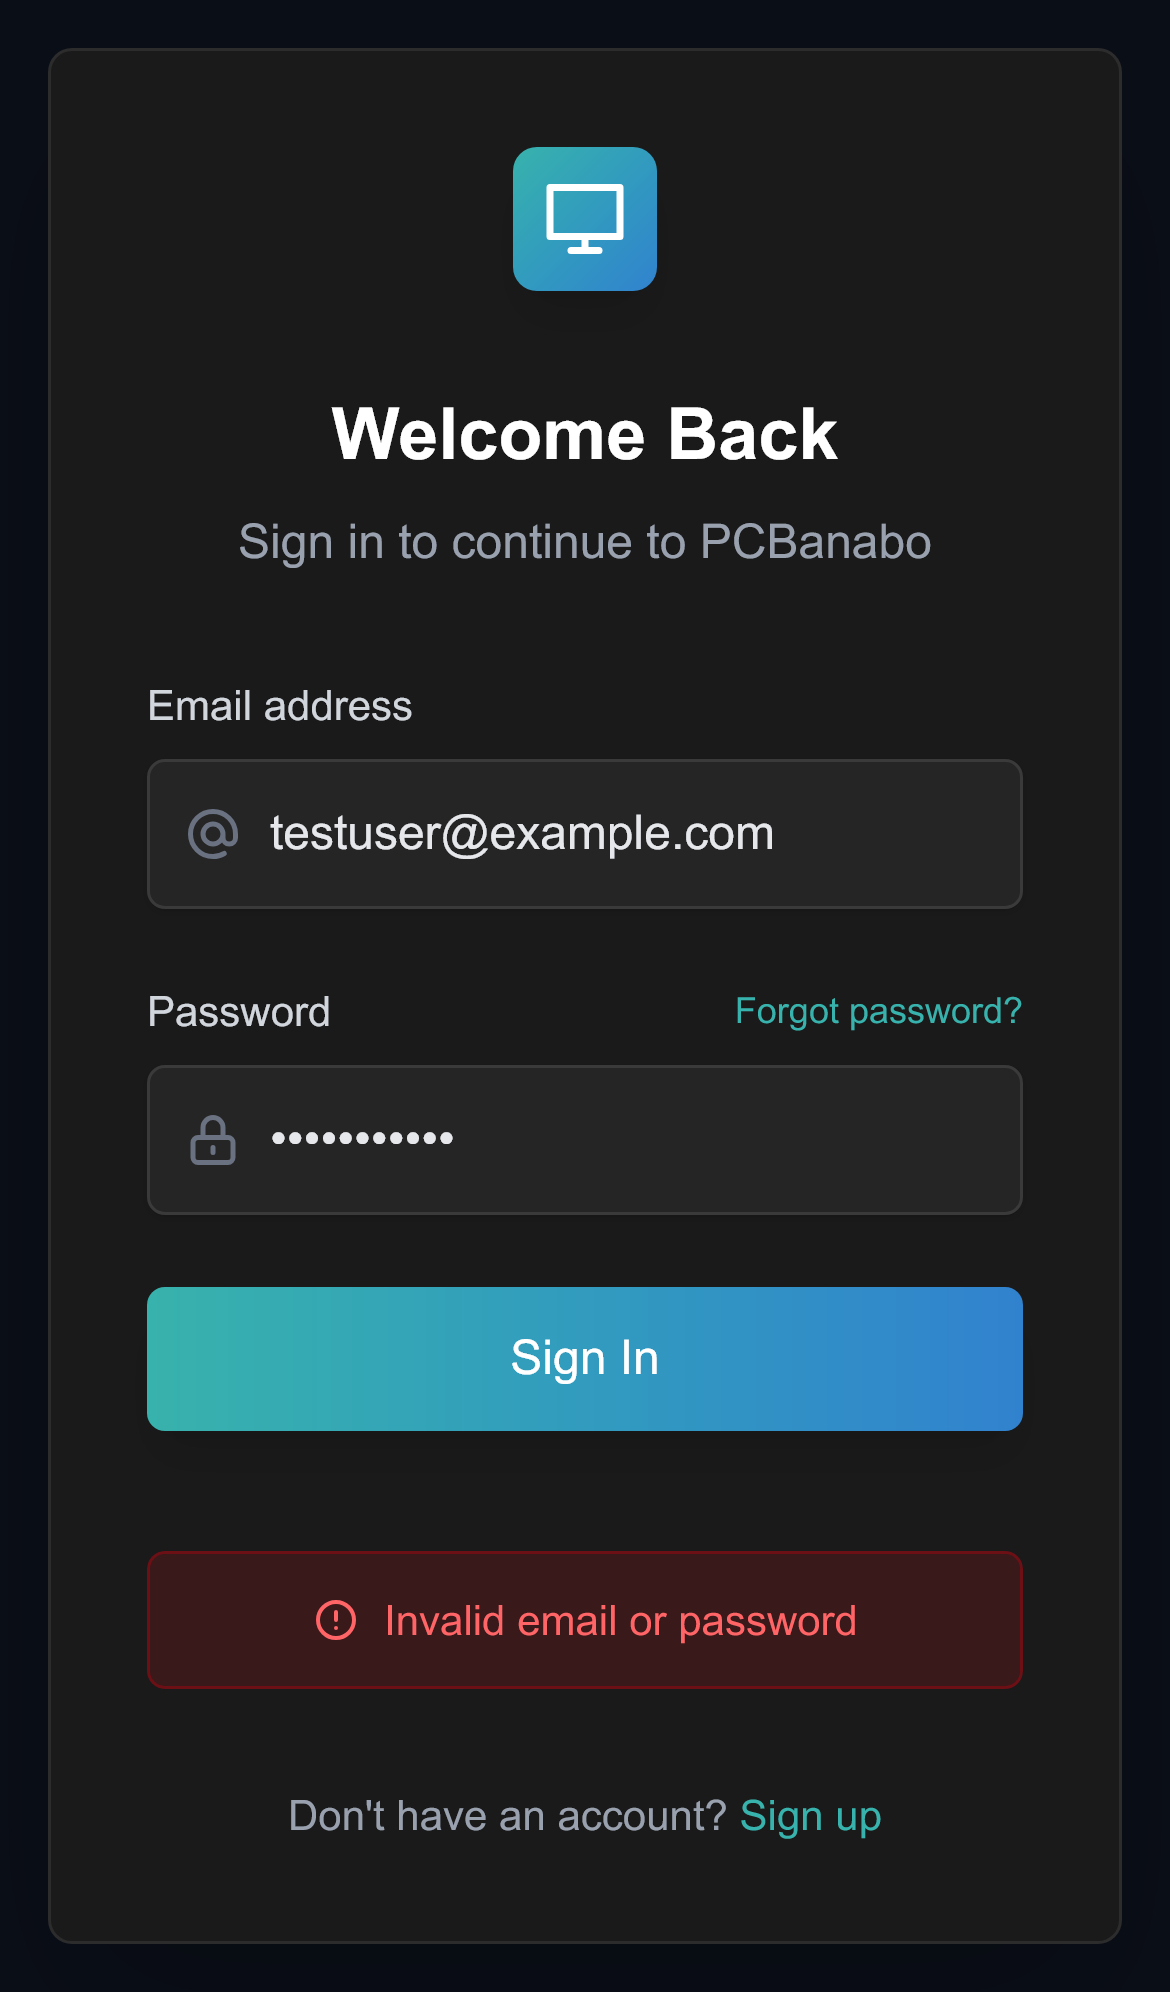 Welcome Back
Sign in to continue to PCBanabo
Email address
testuser@example.com
Password Forgot password?
•••••••••••
Sign In
Invalid email or password
Don't have an account? Sign up